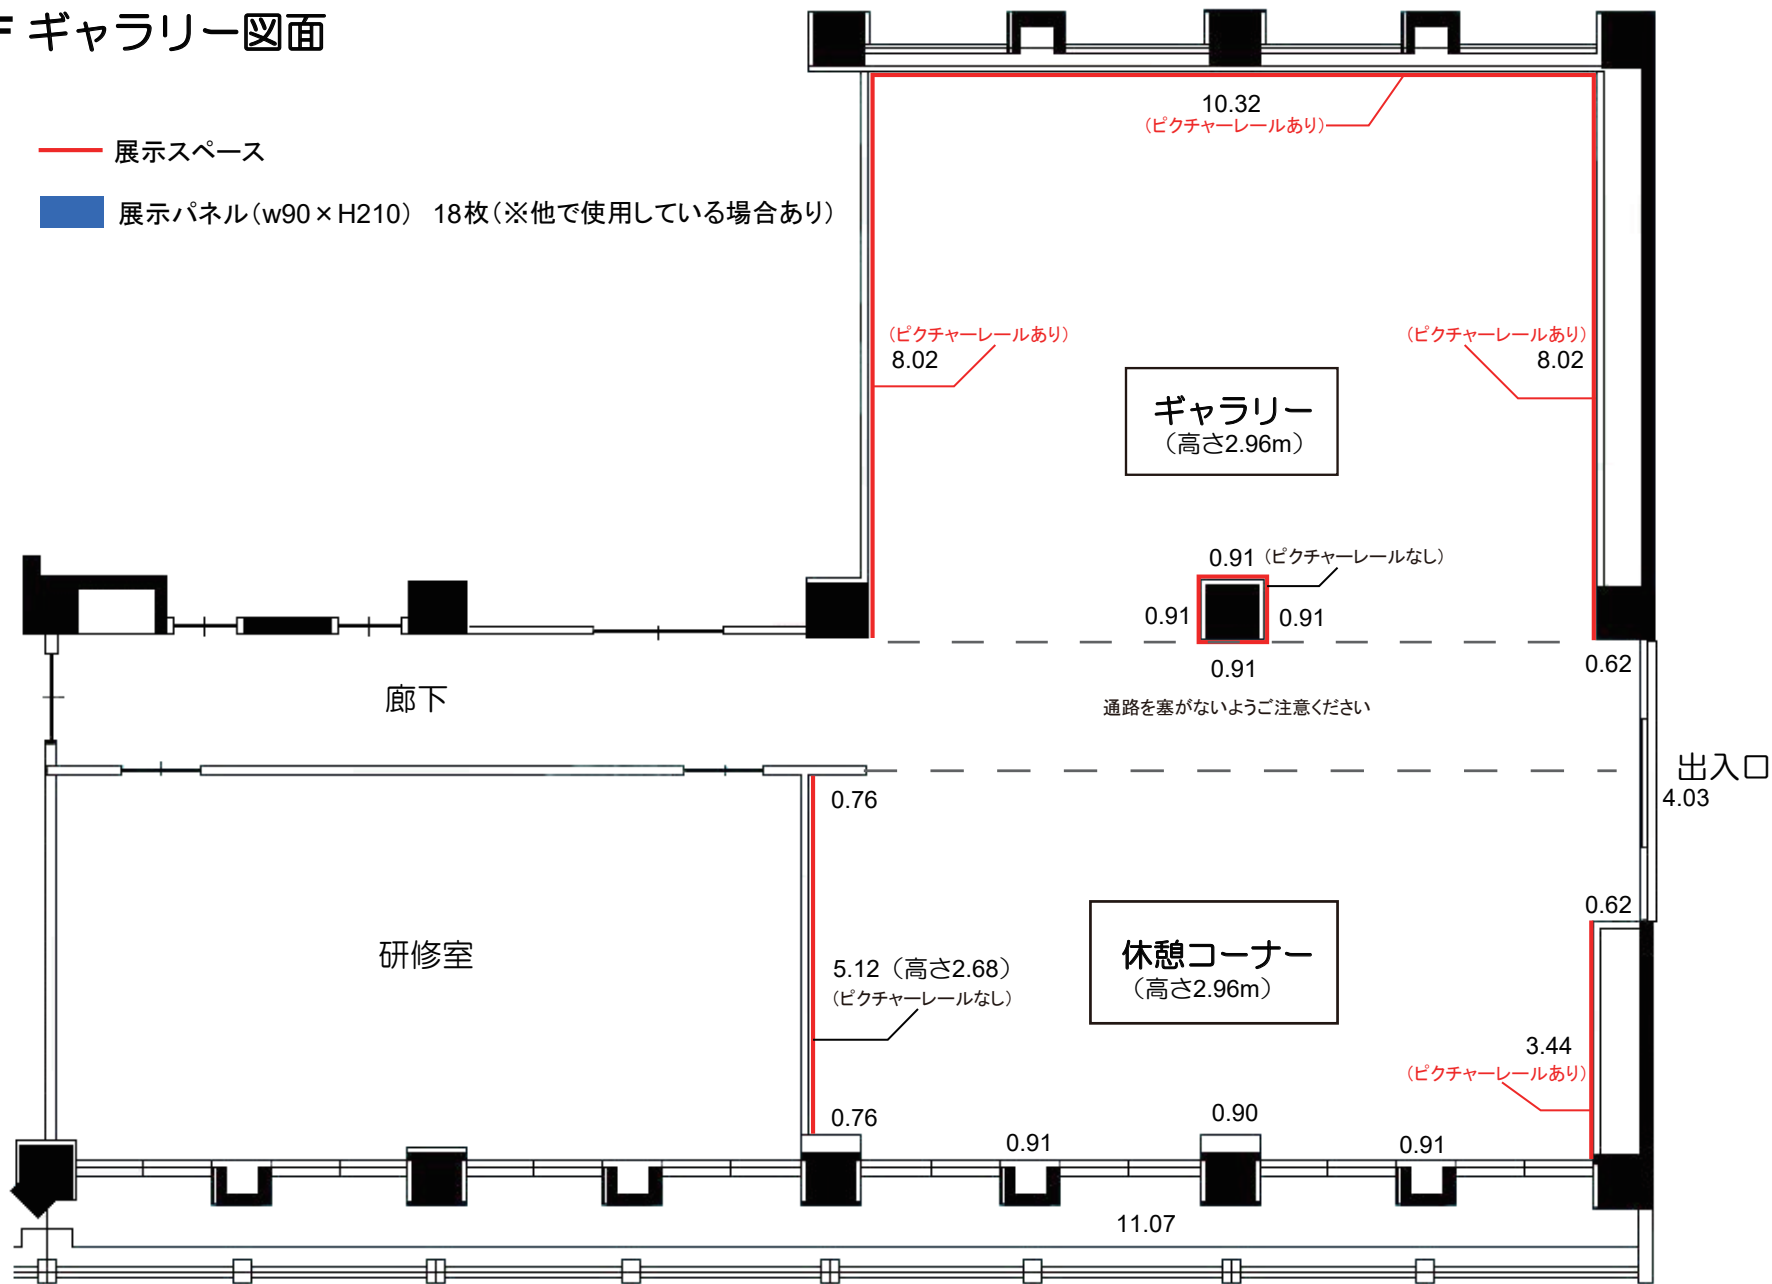 F ギャラリー図面
展示スペース
展示パネル(w90×H210) 18枚(※他で使用している場合あり)
10.32
(ピクチャーレールあり)
(ピクチャーレールあり)
8.02
(ピクチャーレールあり)
8.02
ギャラリー
(高さ2.96m)
0.91 (ピクチャーレールなし)
0.91
0.91
0.91
0.62
廊下
通路を塞がないようご注意ください
出入口
4.03
0.76
0.62
研修室
5.12 (高さ2.68)
(ピクチャーレールなし)
休憩コーナー
(高さ2.96m)
3.44
(ピクチャーレールあり)
0.76
0.91
0.90
0.91
11.07